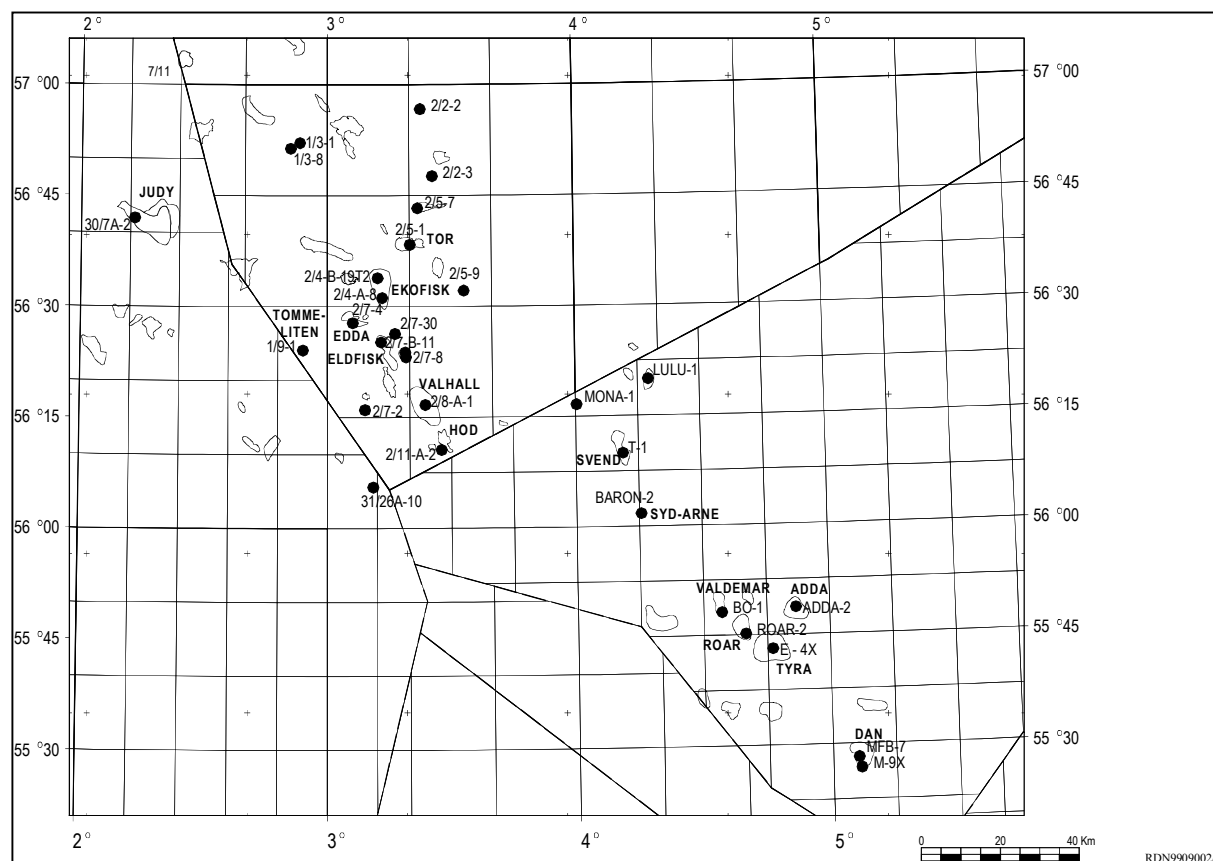 2° 3° 4° 5°
7/11
57 °00 57 °00
2/2-2
1/3-1
1/3-8
2/2-3
56 °45 56 °45
JUDY
30/7A-2
2/5-7
2/5-1
TOR
2/4-B-19T2
2/5-9
2/4-A-8
EKOFISK
56 °30 56 °30
2/7-4
TOMME-
LITEN
1/9-1
2/7-30
EDDA
2/7-B-11
ELDFISK
2/7-8
LULU-1
VALHALL
2/8-A-1
MONA-1
56 °15 56 °15
2/7-2
HOD
2/11-A-2
T-1
SVEND
31/26A-10
BARON-2
SYD-ARNE
56 °00 56 °00
VALDEMAR
ADDA
BO-1
ADDA-2
55 °45 55 °45
ROAR-2
ROAR
E - 4X
TYRA
55 °30 55 °30
DAN
MFB-7
M-9X
2° 3° 4° 5°
0 20 40 Km
RDN9909002